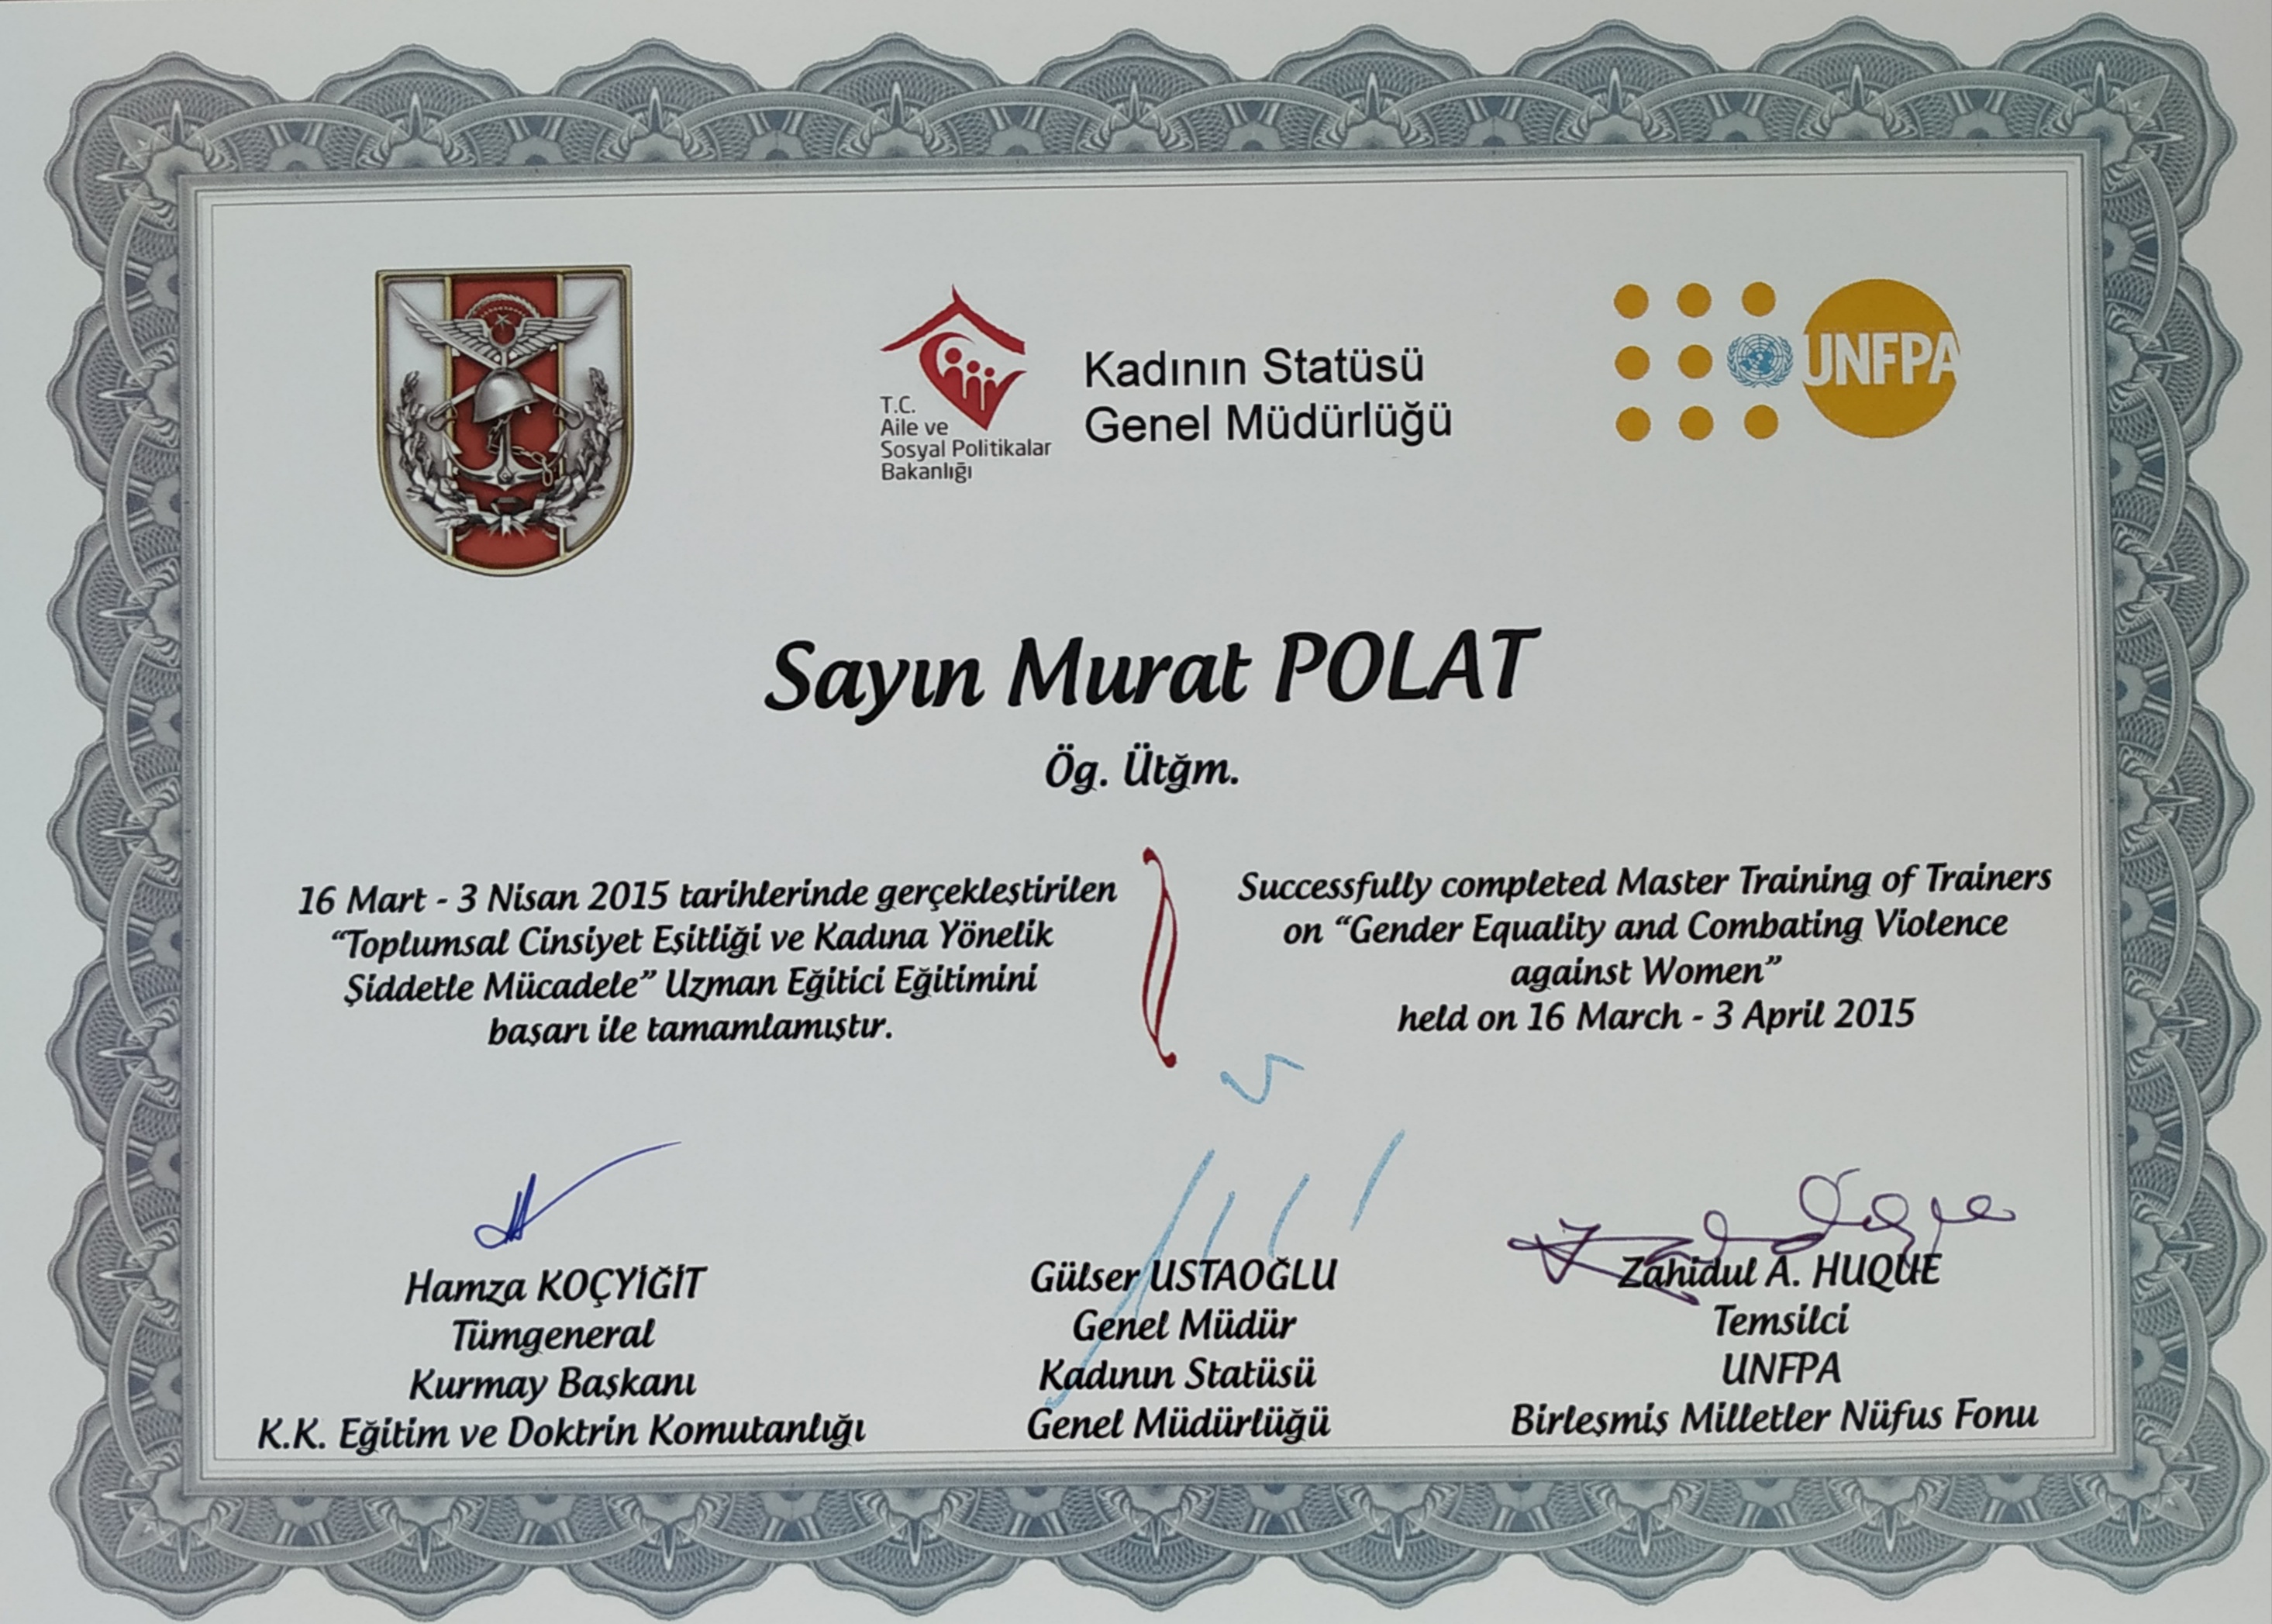 T.C.
Aile ve
Sosyal Politikalar
Bakanlığı
Kadının Statüsü
Genel Müdürlüğü
UNFPA
Sayın Murat POLAT
Ög. Ütğm.
16 Mart - 3 Nisan 2015 tarihlerinde gerçekleştirilen
“Toplumsal Cinsiyet Eşitliği ve Kadına Yönelik
Şiddetle Mücadele” Uzman Eğitici Eğitimini
başarı ile tamamlamıştır.
Successfully completed Master Training of Trainers
on “Gender Equality and Combating Violence
against Women”
held on 16 March - 3 April 2015
Hamza KOÇYİĞİT
Tümgeneral
Kurmay Başkanı
K.K. Eğitim ve Doktrin Komutanlığı
Gülser USTAOĞLU
Genel Müdür
Kadının Statüsü
Genel Müdürlüğü
Zahidul A. HUQUE
Temsilci
UNFPA
Birleşmiş Milletler Nüfus Fonu